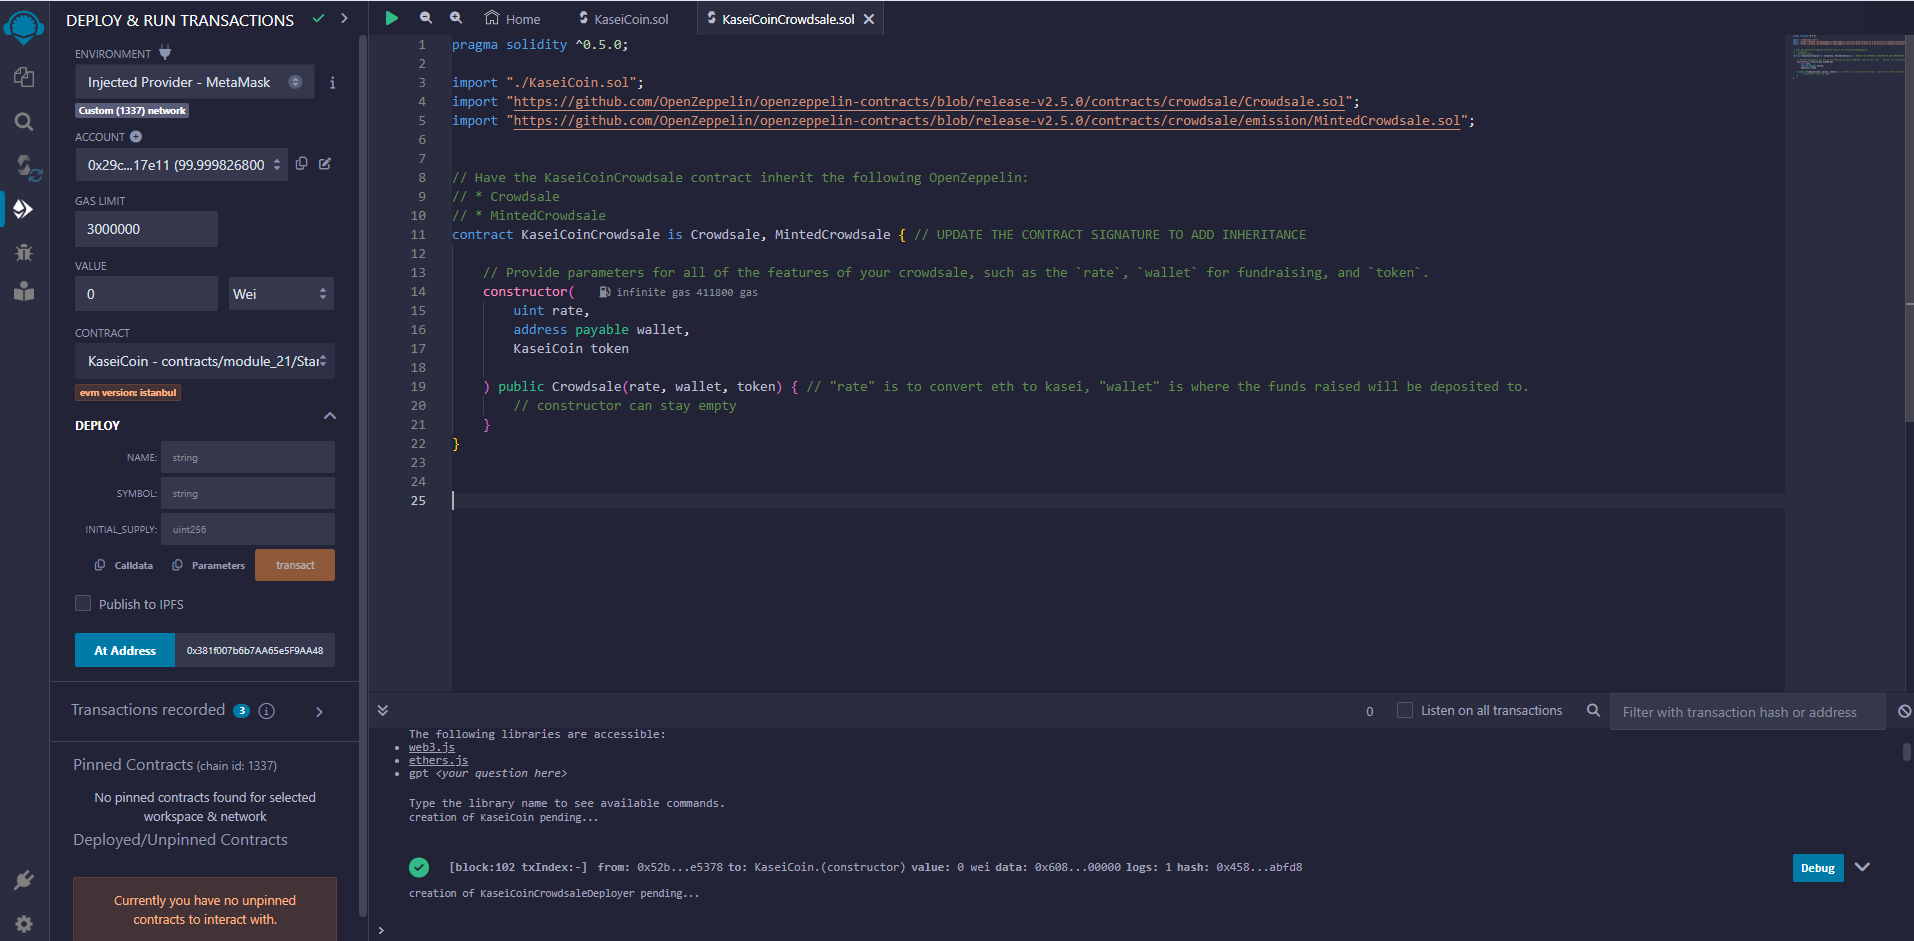 DEPLOY & RUN TRANSACTIONS
ENVIRONMENT
Injected Provider - MetaMask
Custom (1337) network
ACCOUNT
0x29c...17e11 (99.999826800
GAS LIMIT
3000000
VALUE
0
Wei
CONTRACT
KaseiCoin - contracts/module_21/Star
evm version: istanbul
DEPLOY
NAME: string
SYMBOL: string
INITIAL_SUPPLY: uint256
Calldata Parameters transact
Publish to IPFS
At Address 0x381f007b6b7AA65e5F9AA48
Transactions recorded 3
Pinned Contracts (chain id: 1337)
No pinned contracts found for selected
workspace & network
Deployed/Unpinned Contracts
Currently you have no unpinned
contracts to interact with.
Home KaseiCoin.sol KaseiCoinCrowdsale.sol
1 pragma solidity ^0.5.0;
2
3 import "./KaseiCoin.sol";
4 import "https://github.com/OpenZeppelin/openzeppelin-contracts/blob/release-v2.5.0/contracts/crowdsale/Crowdsale.sol";
5 import "https://github.com/OpenZeppelin/openzeppelin-contracts/blob/release-v2.5.0/contracts/crowdsale/emission/MintedCrowdsale.sol";
6
7
8 // Have the KaseiCoinCrowdsale contract inherit the following OpenZeppelin:
9 // * Crowdsale
10 // * MintedCrowdsale
11 contract KaseiCoinCrowdsale is Crowdsale, MintedCrowdsale { // UPDATE THE CONTRACT SIGNATURE TO ADD INHERITANCE
12
13 // Provide parameters for all of the features of your crowdsale, such as the `rate`, `wallet` for fundraising, and `token`.
14 constructor( infinite gas 411800 gas
15 uint rate,
16 address payable wallet,
17 KaseiCoin token
18
19 ) public Crowdsale(rate, wallet, token) { // "rate" is to convert eth to kasei, "wallet" is where the funds raised will be deposited to.
20 // constructor can stay empty
21 }
22 }
23
24
25
0 Listen on all transactions Filter with transaction hash or address
The following libraries are accessible:
• web3.js
• ethers.js
• gpt <your question here>
Type the library name to see available commands.
creation of KaseiCoin pending...
[block:102 txIndex:-] from: 0x52b...e5378 to: KaseiCoin.(constructor) value: 0 wei data: 0x608...00000 logs: 1 hash: 0x458...abfd8
Debug
creation of KaseiCoinCrowdsaleDeployer pending...
>